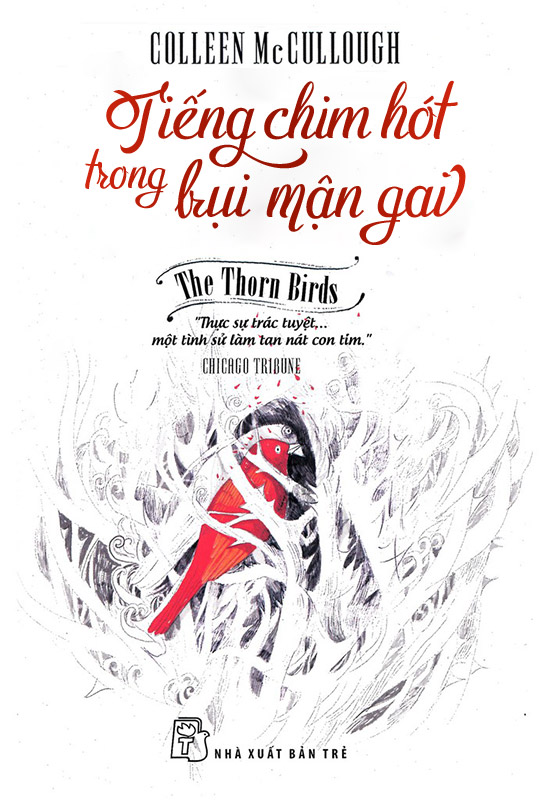 COLLEEN McCULLOUGH
Tiếng chim hót
trong bụi mận gai
The Thorn Birds
"Thực sự trác tuyệt...
một tình sử làm tan nát con tim."
CHICAGO TRIBUNE
T
NHÀ XUẤT BẢN TRẺ